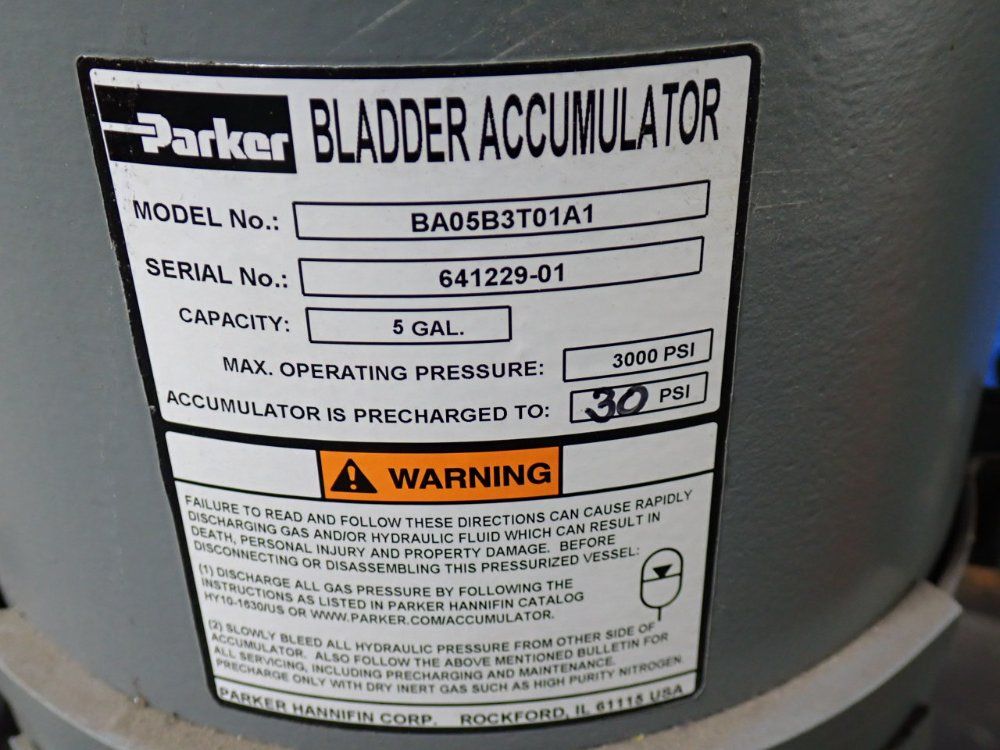 Parker BLADDER ACCUMULATOR
MODEL No.: BA05B3T01A1
SERIAL No.: 641229-01
CAPACITY: 5 GAL.
MAX. OPERATING PRESSURE: 3000 PSI
ACCUMULATOR IS PRECHARGED TO: 30 PSI
WARNING
FAILURE TO READ AND FOLLOW THESE DIRECTIONS CAN CAUSE RAPIDLY
DISCHARGING GAS AND/OR HYDRAULIC FLUID WHICH CAN RESULT IN
DEATH, PERSONAL INJURY AND PROPERTY DAMAGE. BEFORE
DISCONNECTING OR DISASSEMBLING THIS PRESSURIZED VESSEL:
(1) DISCHARGE ALL GAS PRESSURE BY FOLLOWING THE
INSTRUCTIONS AS LISTED IN PARKER HANNIFIN CATALOG
HY10-1630/US OR WWW.PARKER.COM/ACCUMULATOR.
(2) SLOWLY BLEED ALL HYDRAULIC PRESSURE FROM OTHER SIDE OF
ACCUMULATOR. ALSO FOLLOW THE ABOVE MENTIONED BULLETIN FOR
ALL SERVICING, INCLUDING PRECHARGING AND MAINTENANCE.
PRECHARGE ONLY WITH DRY INERT GAS SUCH AS HIGH PURITY NITROGEN.
PARKER HANNIFIN CORP. ROCKFORD, IL 61115 USA